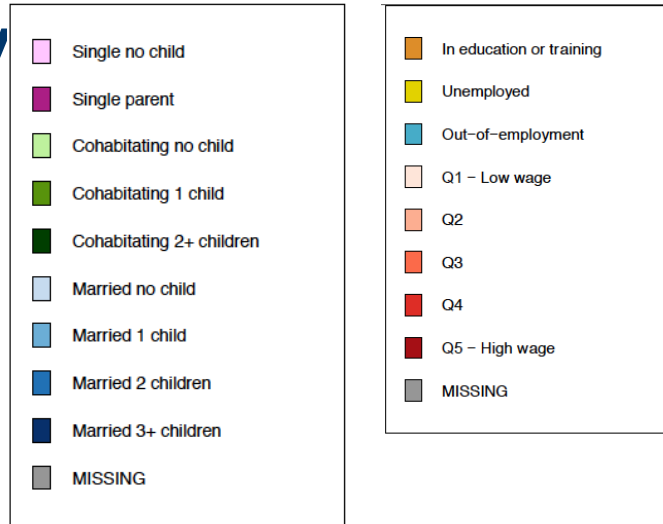 Single no child
Single parent
Cohabitating no child
Cohabitating 1 child
Cohabitating 2+ children
Married no child
Married 1 child
Married 2 children
Married 3+ children
MISSING
In education or training
Unemployed
Out-of-employment
Q1 - Low wage
Q2
Q3
Q4
Q5 - High wage
MISSING